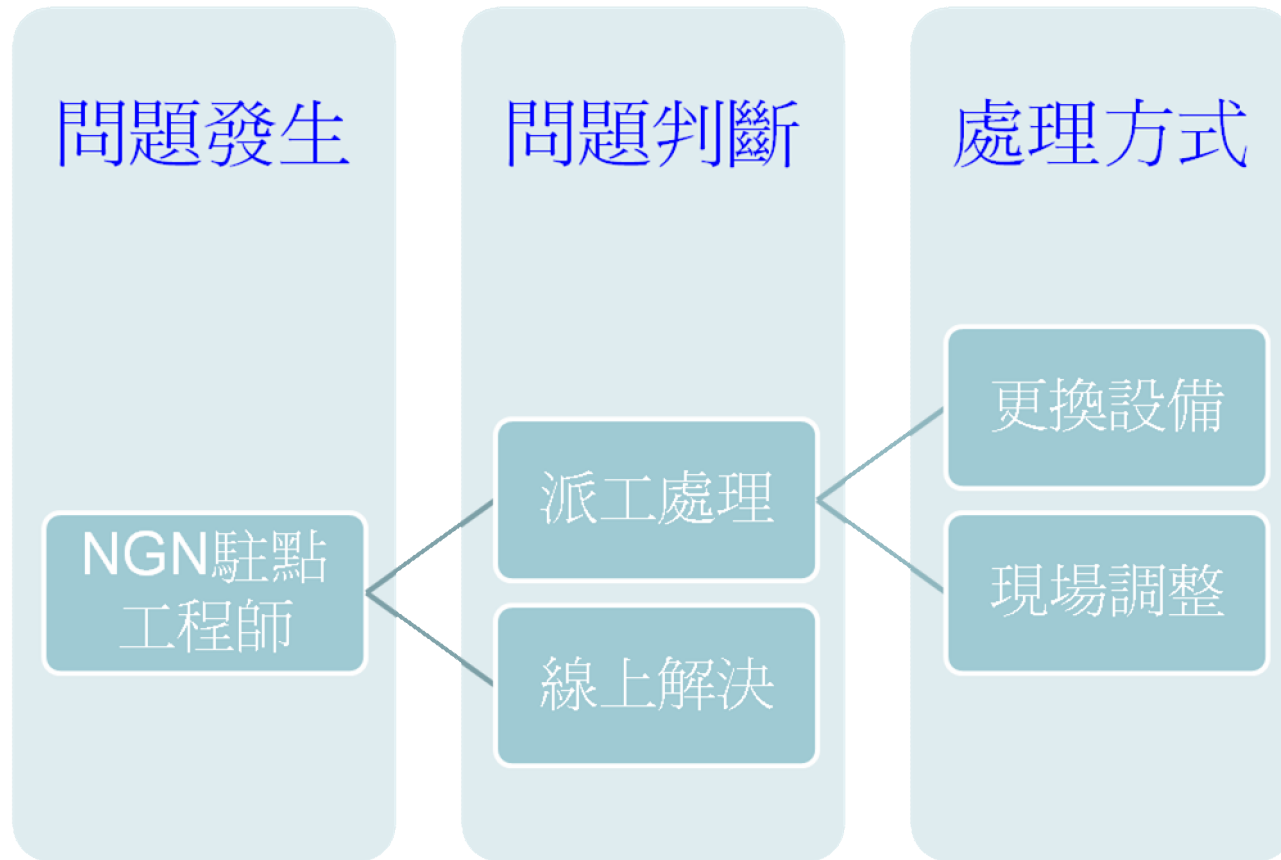 問題發生
問題判斷
處理方式
NGN駐點
工程師
派工處理
線上解決
更換設備
現場調整